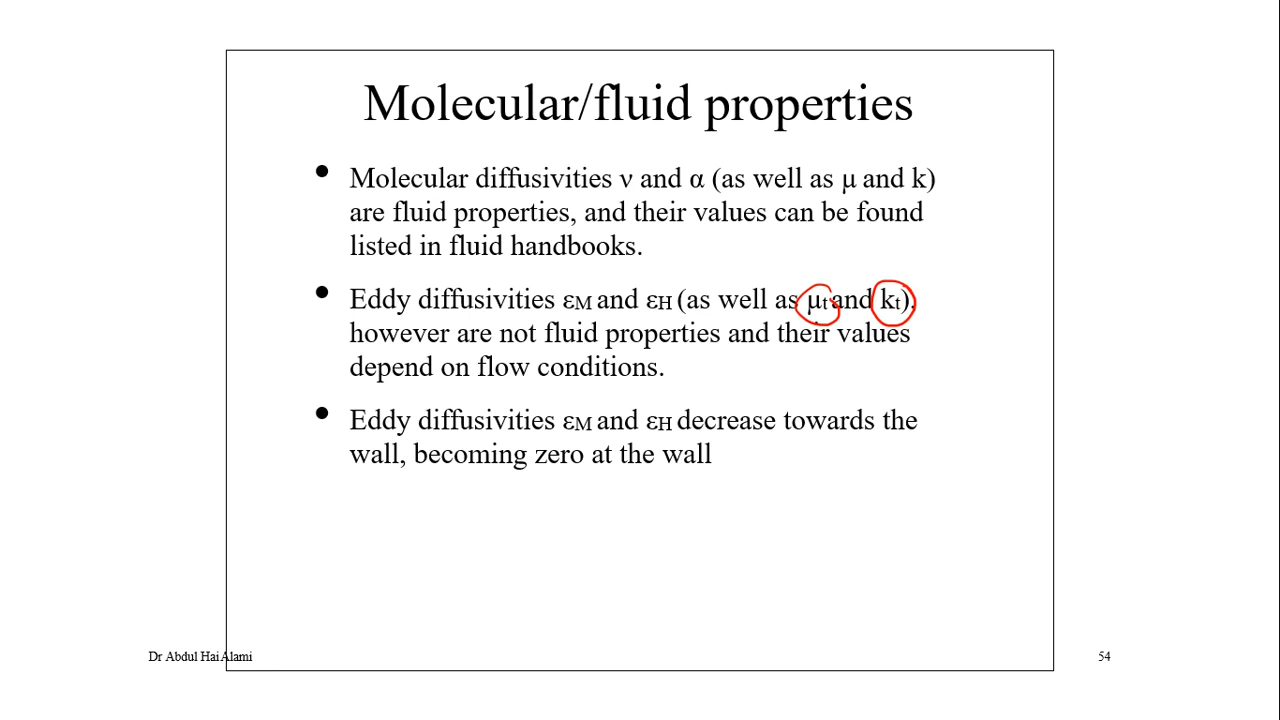 Molecular/fluid properties
• Molecular diffusivities ν and α (as well as μ and k)
are fluid properties, and their values can be found
listed in fluid handbooks.
• Eddy diffusivities εM and εH (as well as μt and kt),
however are not fluid properties and their values
depend on flow conditions.
• Eddy diffusivities εM and εH decrease towards the
wall, becoming zero at the wall
Dr Abdul Hai Alami
54